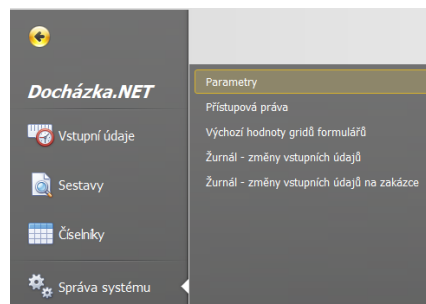 Docházka.NET
Vstupní údaje
Sestavy
Číselníky
Správa systému
Parametry
Přístupová práva
Výchozí hodnoty gridů formulářů
Žurnál - změny vstupních údajů
Žurnál - změny vstupních údajů na zakázce